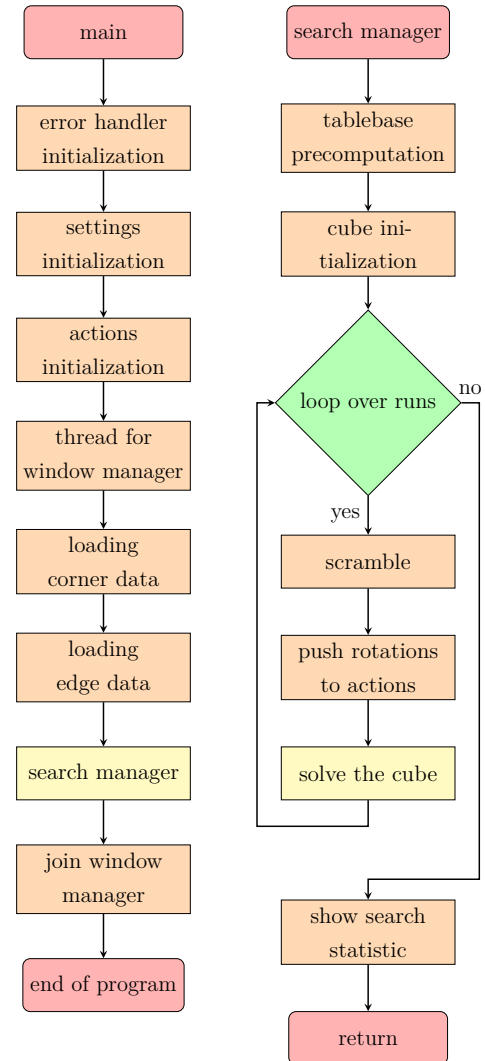 main
error handler
initialization
settings
initialization
actions
initialization
thread for
window manager
loading
corner data
loading
edge data
search manager
join window
manager
end of program
search manager
tablebase
precomputation
cube ini-
tialization
loop over runs
no
yes
scramble
push rotations
to actions
solve the cube
show search
statistic
return